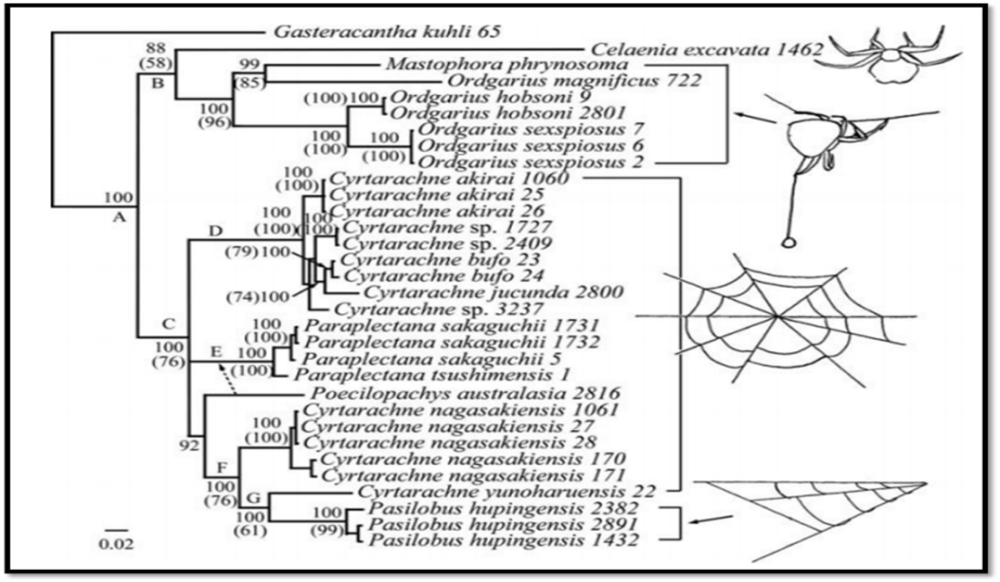 Gasteracantha kuhli 65
88
(58)
B
Celaenia excavata 1462
99
(85)
Mastophora phrynosoma
Ordgarius magnificus 722
100
(96)
(100)100
Ordgarius hobsoni 9
Ordgarius hobsoni 2801
100
(100)
100
(100)
Ordgarius sexspiosus 7
Ordgarius sexspiosus 6
Ordgarius sexspiosus 2
100
A
100
(100)
Cyrtarachne akirai 1060
Cyrtarachne akirai 25
Cyrtarachne akirai 26
D
100
(100)
100
(100)
Cyrtarachne sp. 1727
Cyrtarachne sp. 2409
(79)100
Cyrtarachne bufo 23
Cyrtarachne bufo 24
(74)100
Cyrtarachne jucunda 2800
Cyrtarachne sp. 3237
C
100
(76)
100
(100)
Paraplectana sakaguchii 1731
Paraplectana sakaguchii 1732
E
100
(100)
Paraplectana sakaguchii 5
Paraplectana tsushimensis 1
Poecilopachys australasia 2816
92
100
(100)
Cyrtarachne nagasakiensis 1061
Cyrtarachne nagasakiensis 27
Cyrtarachne nagasakiensis 28
Cyrtarachne nagasakiensis 170
Cyrtarachne nagasakiensis 171
F
100
(76)
G
100
(61)
Cyrtarachne yunoharuensis 22
100
(99)
Pasilobus hupingensis 2382
Pasilobus hupingensis 2891
Pasilobus hupingensis 1432
0.02